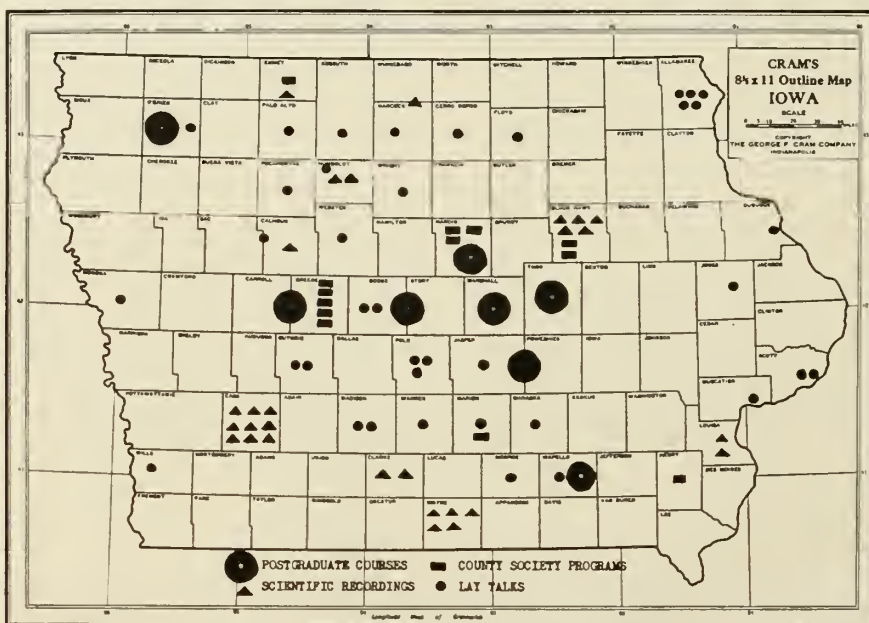 CRAM'S
8½ x 11 Outline Map
IOWA
SCALE
COPYRIGHT
THE GEORGE F. CRAM COMPANY
INDIANAPOLIS
LYON OSCEOLA DICKINSON EMMET KOSSUTH WINNEBAGO WORTH MITCHELL HOWARD WINNESHIEK ALLAMAKEE
SIOUX O'BRIEN CLAY PALO ALTO HANCOCK CERRO GORDO FLOYD CHICKASAW
FAYETTE CLAYTON
PLYMOUTH CHEROKEE BUENA VISTA POCAHONTAS HUMBOLDT WRIGHT FRANKLIN BUTLER BREMER
WOODBURY IDA SAC CALHOUN WEBSTER HAMILTON HARDIN GRUNDY BLACK HAWK BUCHANAN DELAWARE DUBUQUE
MONONA CRAWFORD CARROLL GREENE BOONE STORY MARSHALL TAMA BENTON LINN JONES JACKSON
CLINTON
HARRISON SHELBY AUDUBON GUTHRIE DALLAS POLK JASPER POWESHIEK IOWA JOHNSON CEDAR
SCOTT
MUSCATINE
POTTAWATTAMIE CASS ADAIR MADISON WARREN MARION MAHASKA KEOKUK WASHINGTON
LOUISA
MILLS MONTGOMERY ADAMS UNION CLARKE LUCAS MONROE WAPELLO JEFFERSON HENRY
DES MOINES
FREMONT PAGE TAYLOR RINGGOLD DECATUR WAYNE APPANOOSE DAVIS VAN BUREN
LEE
POSTGRADUATE COURSES COUNTY SOCIETY PROGRAMS
SCIENTIFIC RECORDINGS LAY TALKS
Longitude West of Greenwich